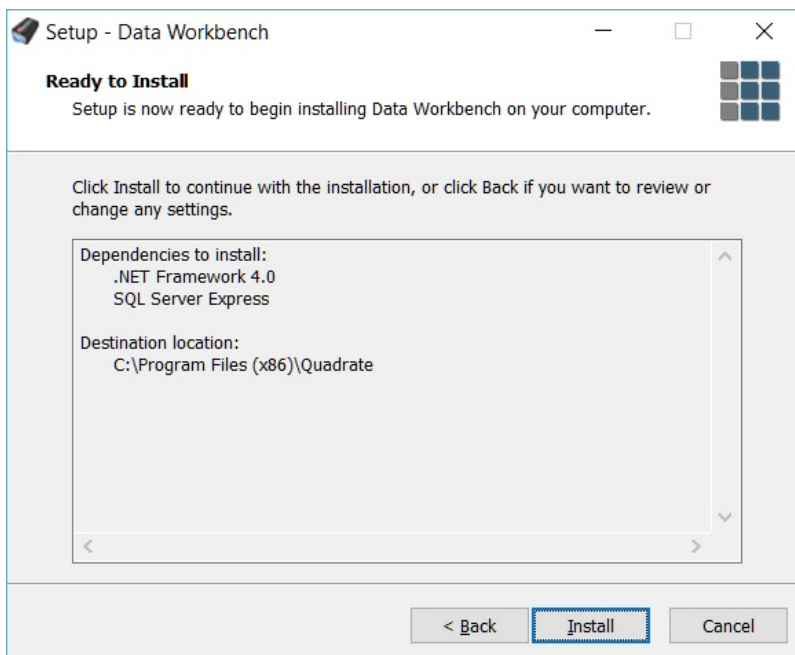 Setup - Data Workbench
Ready to Install
Setup is now ready to begin installing Data Workbench on your computer.
Click Install to continue with the installation, or click Back if you want to review or
change any settings.
Dependencies to install:
.NET Framework 4.0
SQL Server Express
Destination location:
C:\Program Files (x86)\Quadrate
< Back Install Cancel